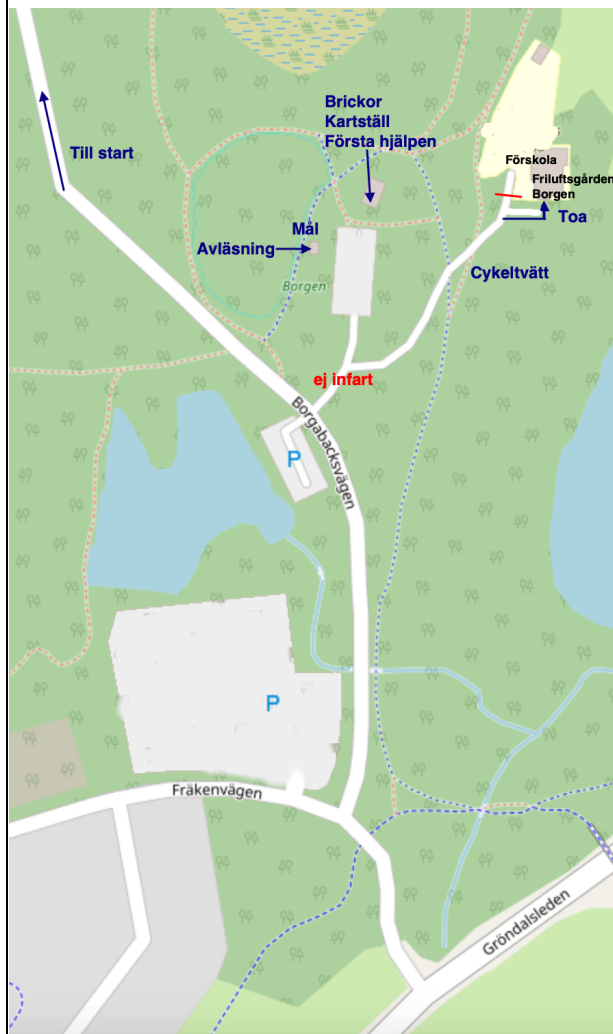 Brickor
Kartställ
Första hjälpen
Till start
Förskola
Friluftsgården
Borgen
Toa
Mål
Avläsning
Cykeltvätt
Borgen
ej infart
Borgabacksvägen
P
P
Fräkenvägen
Gröndalsleden